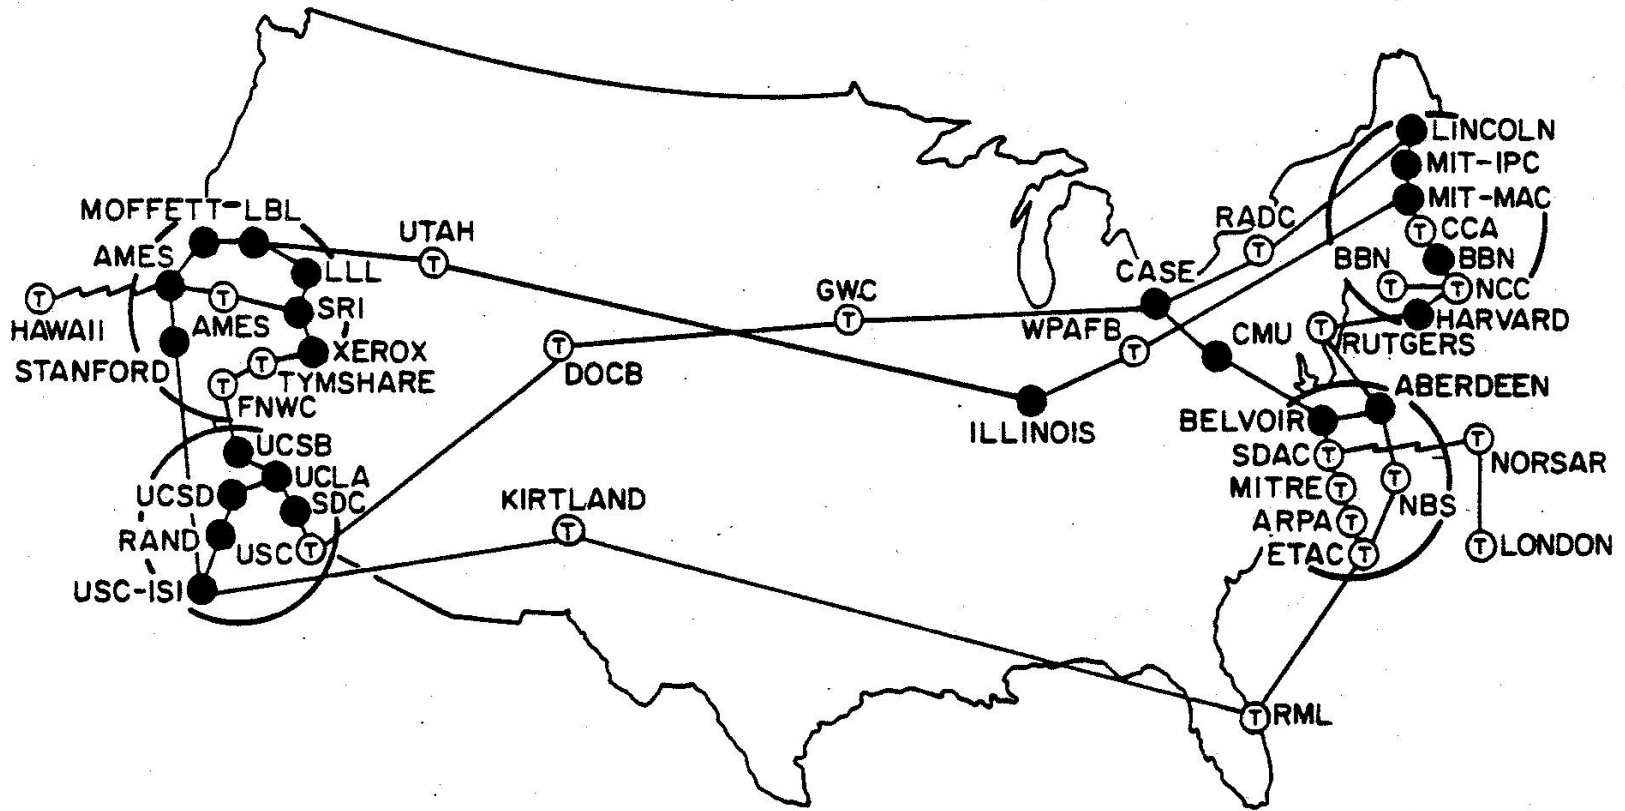 LINCOLN
MIT-IPC
MOFFETT-LBL
MIT-MAC
UTAH
RADC
CCA
AMES
BBN
BBN
LLL
CASE
T
T
T
T
T
T
T
GWC
NCC
HAWAII
AMES
SRI
WPAFB
CMU
HARVARD
T
T
RUTGERS
XEROX
T
T
STANFORD
T
TYMSHARE
DOCB
T
FNWC
ABERDEEN
ILLINOIS
BELVOIR
UCSB
T
SDAC
T
NORSAR
UCLA
UCSD
SDC
MITRE
T
T
NBS
KIRTLAND
ARPA
T
T
RAND
USC
T
ETAC
T
T
LONDON
USC-ISI
T
RML